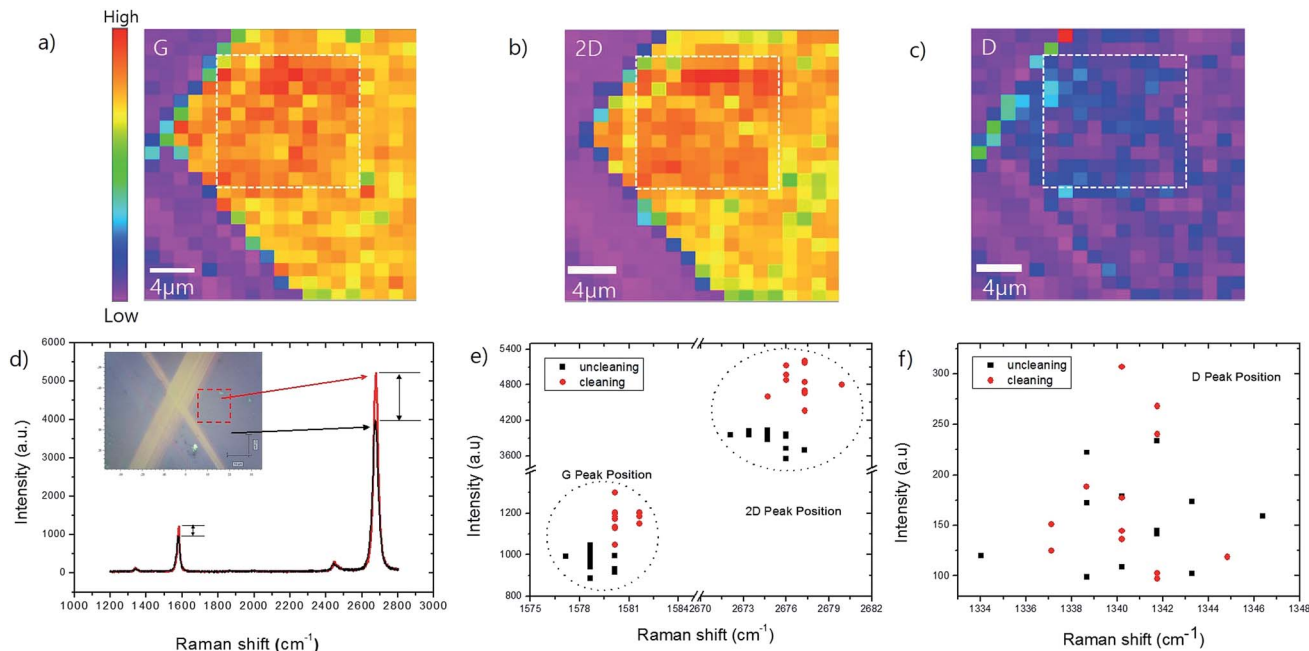 High
Low
a)
G
4μm
b)
2D
4μm
c)
D
4μm
d)
6000
5000
4000
3000
2000
1000
0
Intensity (a.u.)
1000 1200 1400 1600 1800 2000 2200 2400 2600 2800 3000
Raman shift (cm-1)
e)
uncleaning
cleaning
5400
4800
4200
3600
1200
1000
800
Intensity (a.u)
G Peak Position
2D Peak Position
1575 1578 1581 1584 2670 2673 2676 2679 2682
Raman shift (cm-1)
f)
uncleaning
cleaning
D Peak Position
300
250
200
150
100
Intensity (a.u)
1334 1336 1338 1340 1342 1344 1346 1348
Raman shift (cm-1)